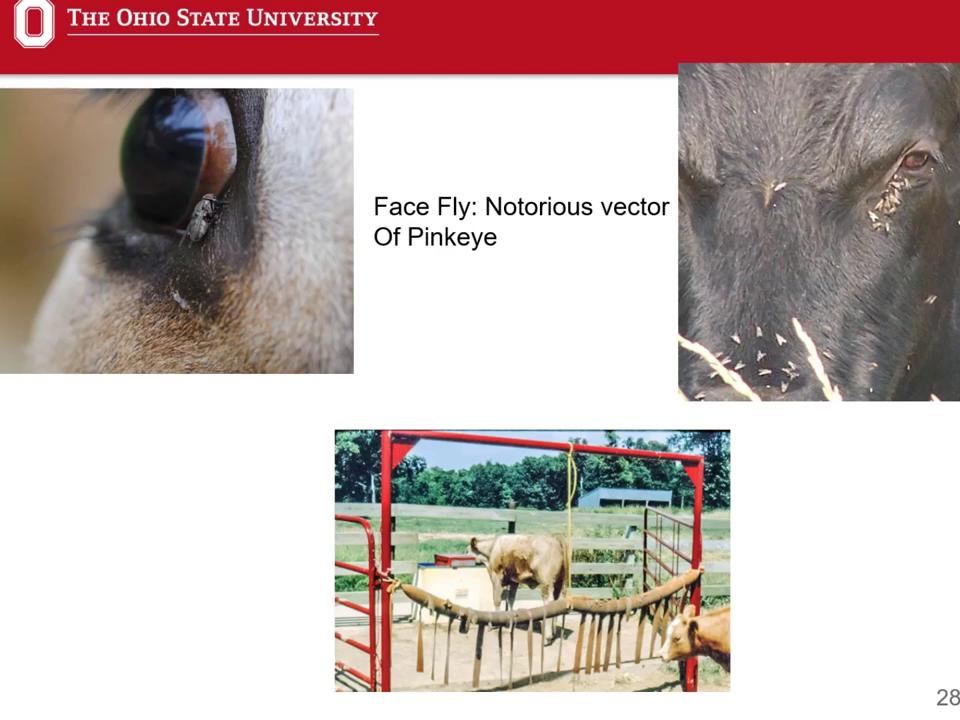 THE OHIO STATE UNIVERSITY
Face Fly: Notorious vector
Of Pinkeye
28